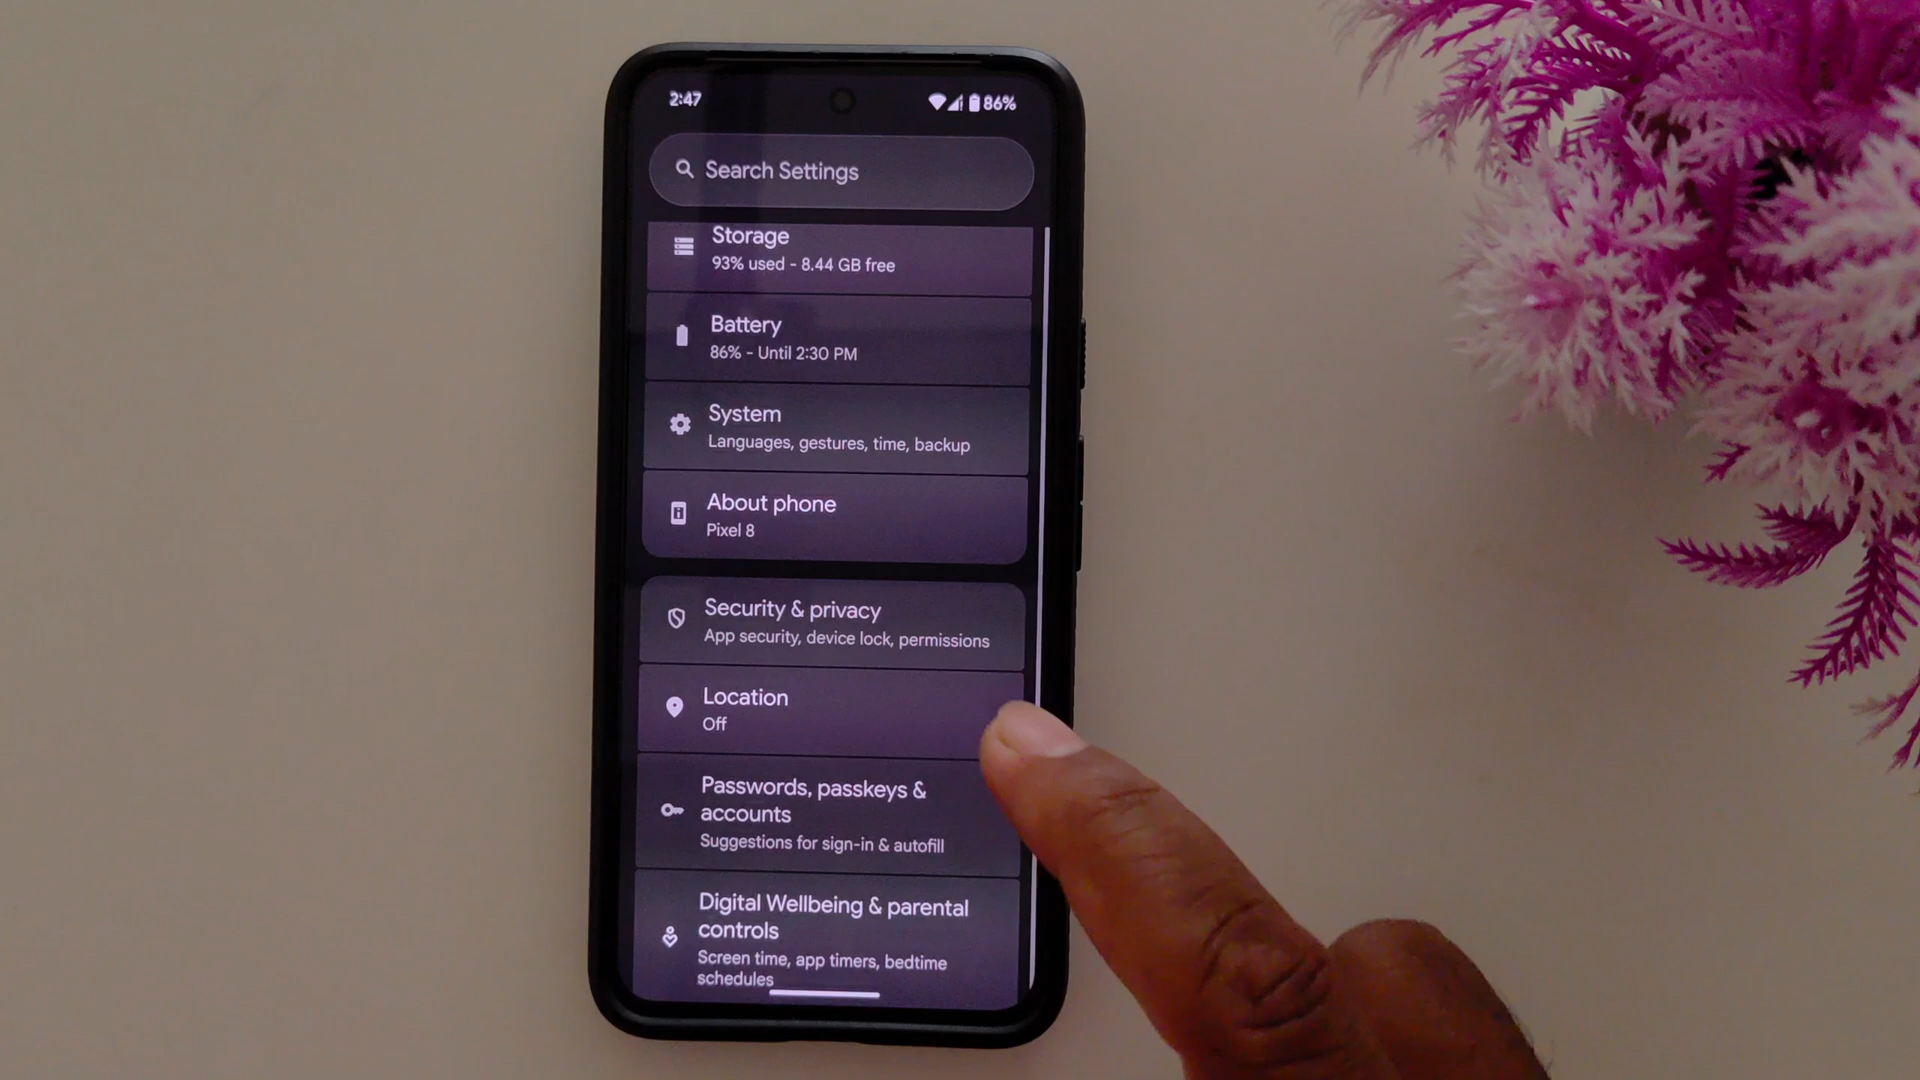 2:47
86%
Search Settings
Storage
93% used - 8.44 GB free
Battery
86% - Until 2:30 PM
System
Languages, gestures, time, backup
About phone
Pixel 8
Security & privacy
App security, device lock, permissions
Location
Off
Passwords, passkeys &
accounts
Suggestions for sign-in & autofill
Digital Wellbeing & parental
controls
Screen time, app timers, bedtime
schedules